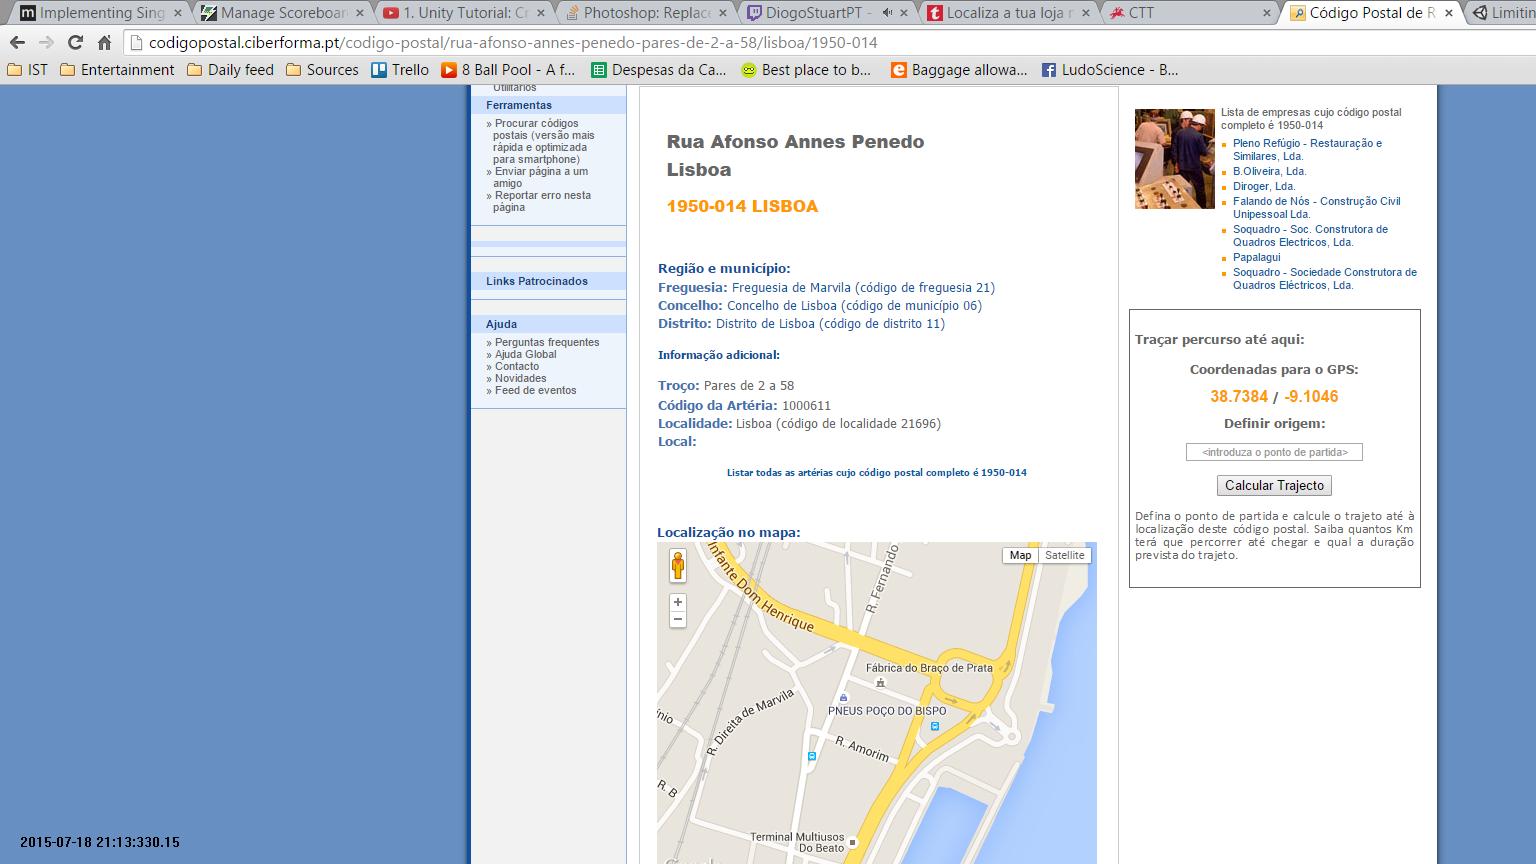 Implementing Sing
Manage Scoreboar
1. Unity Tutorial: Cr
Photoshop: Replace
DiogoStuartPT -
Localiza a tua loja m
CTT
Código Postal de R
Limitin
codigopostal.ciberforma.pt/codigo-postal/rua-afonso-annes-penedo-pares-de-2-a-58/lisboa/1950-014
IST
Entertainment
Daily feed
Sources
Trello
8 Ball Pool - A f...
Despesas da Ca...
Best place to b...
Baggage allowa...
LudoScience - B...
Utilitários
Ferramentas
» Procurar códigos
postais (versão mais
rápida e optimizada
para smartphone)
» Enviar página a um
amigo
» Reportar erro nesta
página
Links Patrocinados
Ajuda
» Perguntas frequentes
» Ajuda Global
» Contacto
» Novidades
» Feed de eventos
Rua Afonso Annes Penedo
Lisboa
1950-014 LISBOA
Região e município:
Freguesia: Freguesia de Marvila (código de freguesia 21)
Concelho: Concelho de Lisboa (código de município 06)
Distrito: Distrito de Lisboa (código de distrito 11)
Informação adicional:
Troço: Pares de 2 a 58
Código da Artéria: 1000611
Localidade: Lisboa (código de localidade 21696)
Local:
Listar todas as artérias cujo código postal completo é 1950-014
Localização no mapa:
Map
Satellite
Infante Dom Henrique
R. Fernando
Fábrica do Braço de Prata
PNEUS POÇO DO BISPO
R. Direita de Marvila
R. Amorim
R. B
Terminal Multiusos
Do Beato
Lista de empresas cujo código postal
completo é 1950-014
Pleno Refúgio - Restauração e
Similares, Lda.
B.Oliveira, Lda.
Diroger, Lda.
Falando de Nós - Construção Civil
Unipessoal Lda.
Soquadro - Soc. Construtora de
Quadros Electricos, Lda.
Papalagui
Soquadro - Sociedade Construtora de
Quadros Eléctricos, Lda.
Traçar percurso até aqui:
Coordenadas para o GPS:
38.7384 / -9.1046
Definir origem:
<introduza o ponto de partida>
Calcular Trajecto
Defina o ponto de partida e calcule o trajeto até à
localização deste código postal. Saiba quantos Km
terá que percorrer até chegar e qual a duração
prevista do trajeto.
2015-07-18 21:13:330.15